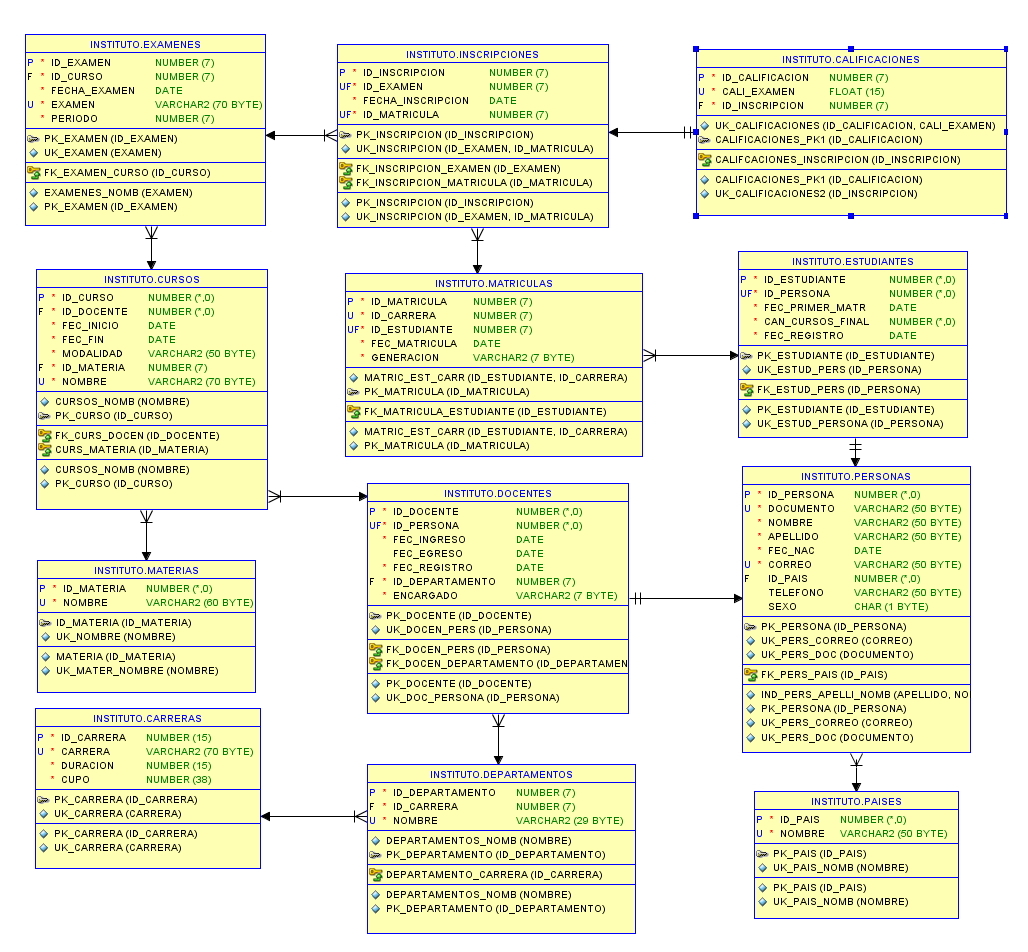 INSTITUTO.EXAMENES
P * ID_EXAMEN NUMBER (7)
F * ID_CURSO NUMBER (7)
* FECHA_EXAMEN DATE
U * EXAMEN VARCHAR2 (70 BYTE)
* PERIODO NUMBER (7)
PK_EXAMEN (ID_EXAMEN)
UK_EXAMEN (EXAMEN)
FK_EXAMEN_CURSO (ID_CURSO)
EXAMENES_NOMB (EXAMEN)
PK_EXAMEN (ID_EXAMEN)
INSTITUTO.INSCRIPCIONES
P * ID_INSCRIPCION NUMBER (7)
UF* ID_EXAMEN NUMBER (7)
* FECHA_INSCRIPCION DATE
UF* ID_MATRICULA NUMBER (7)
PK_INSCRIPCION (ID_INSCRIPCION)
UK_INSCRIPCION (ID_EXAMEN, ID_MATRICULA)
FK_INSCRIPCION_EXAMEN (ID_EXAMEN)
FK_INSCRIPCION_MATRICULA (ID_MATRICULA)
PK_INSCRIPCION (ID_INSCRIPCION)
UK_INSCRIPCION (ID_EXAMEN, ID_MATRICULA)
INSTITUTO.CALIFICACIONES
P * ID_CALIFICACION NUMBER (7)
U * CALI_EXAMEN FLOAT (15)
F * ID_INSCRIPCION NUMBER (7)
UK_CALIFICACIONES (ID_CALIFICACION, CALI_EXAMEN)
CALIFICACIONES_PK1 (ID_CALIFICACION)
CALIFCACIONES_INSCRIPCION (ID_INSCRIPCION)
CALIFICACIONES_PK1 (ID_CALIFICACION)
UK_CALIFICACIONES2 (ID_INSCRIPCION)
INSTITUTO.CURSOS
P * ID_CURSO NUMBER (*,0)
F * ID_DOCENTE NUMBER (*,0)
* FEC_INICIO DATE
* FEC_FIN DATE
* MODALIDAD VARCHAR2 (50 BYTE)
F * ID_MATERIA NUMBER (7)
U * NOMBRE VARCHAR2 (70 BYTE)
CURSOS_NOMB (NOMBRE)
PK_CURSO (ID_CURSO)
FK_CURS_DOCEN (ID_DOCENTE)
CURS_MATERIA (ID_MATERIA)
CURSOS_NOMB (NOMBRE)
PK_CURSO (ID_CURSO)
INSTITUTO.MATRICULAS
P * ID_MATRICULA NUMBER (7)
U * ID_CARRERA NUMBER (7)
UF* ID_ESTUDIANTE NUMBER (7)
* FEC_MATRICULA DATE
* GENERACION VARCHAR2 (7 BYTE)
MATRIC_EST_CARR (ID_ESTUDIANTE, ID_CARRERA)
PK_MATRICULA (ID_MATRICULA)
FK_MATRICULA_ESTUDIANTE (ID_ESTUDIANTE)
MATRIC_EST_CARR (ID_ESTUDIANTE, ID_CARRERA)
PK_MATRICULA (ID_MATRICULA)
INSTITUTO.ESTUDIANTES
P * ID_ESTUDIANTE NUMBER (*,0)
UF* ID_PERSONA NUMBER (*,0)
* FEC_PRIMER_MATR DATE
* CAN_CURSOS_FINAL NUMBER (*,0)
* FEC_REGISTRO DATE
PK_ESTUDIANTE (ID_ESTUDIANTE)
UK_ESTUD_PERS (ID_PERSONA)
FK_ESTUD_PERS (ID_PERSONA)
PK_ESTUDIANTE (ID_ESTUDIANTE)
UK_ESTUD_PERSONA (ID_PERSONA)
INSTITUTO.DOCENTES
P * ID_DOCENTE NUMBER (*,0)
UF* ID_PERSONA NUMBER (*,0)
* FEC_INGRESO DATE
FEC_EGRESO DATE
* FEC_REGISTRO DATE
F * ID_DEPARTAMENTO NUMBER (7)
* ENCARGADO VARCHAR2 (7 BYTE)
PK_DOCENTE (ID_DOCENTE)
UK_DOCEN_PERS (ID_PERSONA)
FK_DOCEN_PERS (ID_PERSONA)
FK_DOCEN_DEPARTAMENTO (ID_DEPARTAMEN
PK_DOCENTE (ID_DOCENTE)
UK_DOC_PERSONA (ID_PERSONA)
INSTITUTO.PERSONAS
P * ID_PERSONA NUMBER (*,0)
U * DOCUMENTO VARCHAR2 (50 BYTE)
* NOMBRE VARCHAR2 (50 BYTE)
* APELLIDO VARCHAR2 (50 BYTE)
* FEC_NAC DATE
U * CORREO VARCHAR2 (50 BYTE)
F ID_PAIS NUMBER (*,0)
TELEFONO VARCHAR2 (50 BYTE)
SEXO CHAR (1 BYTE)
PK_PERSONA (ID_PERSONA)
UK_PERS_CORREO (CORREO)
UK_PERS_DOC (DOCUMENTO)
FK_PERS_PAIS (ID_PAIS)
IND_PERS_APELLI_NOMB (APELLIDO, NO
PK_PERSONA (ID_PERSONA)
UK_PERS_CORREO (CORREO)
UK_PERS_DOC (DOCUMENTO)
INSTITUTO.MATERIAS
P * ID_MATERIA NUMBER (*,0)
U * NOMBRE VARCHAR2 (60 BYTE)
ID_MATERIA (ID_MATERIA)
UK_NOMBRE (NOMBRE)
MATERIA (ID_MATERIA)
UK_MATER_NOMBRE (NOMBRE)
INSTITUTO.CARRERAS
P * ID_CARRERA NUMBER (15)
U * CARRERA VARCHAR2 (70 BYTE)
* DURACION NUMBER (15)
* CUPO NUMBER (38)
PK_CARRERA (ID_CARRERA)
UK_CARRERA (CARRERA)
PK_CARRERA (ID_CARRERA)
UK_CARRERA (CARRERA)
INSTITUTO.DEPARTAMENTOS
P * ID_DEPARTAMENTO NUMBER (7)
F * ID_CARRERA NUMBER (7)
U * NOMBRE VARCHAR2 (29 BYTE)
DEPARTAMENTOS_NOMB (NOMBRE)
PK_DEPARTAMENTO (ID_DEPARTAMENTO)
DEPARTAMENTO_CARRERA (ID_CARRERA)
DEPARTAMENTOS_NOMB (NOMBRE)
PK_DEPARTAMENTO (ID_DEPARTAMENTO)
INSTITUTO.PAISES
P * ID_PAIS NUMBER (*,0)
U * NOMBRE VARCHAR2 (50 BYTE)
PK_PAIS (ID_PAIS)
UK_PAIS_NOMB (NOMBRE)
PK_PAIS (ID_PAIS)
UK_PAIS_NOMB (NOMBRE)